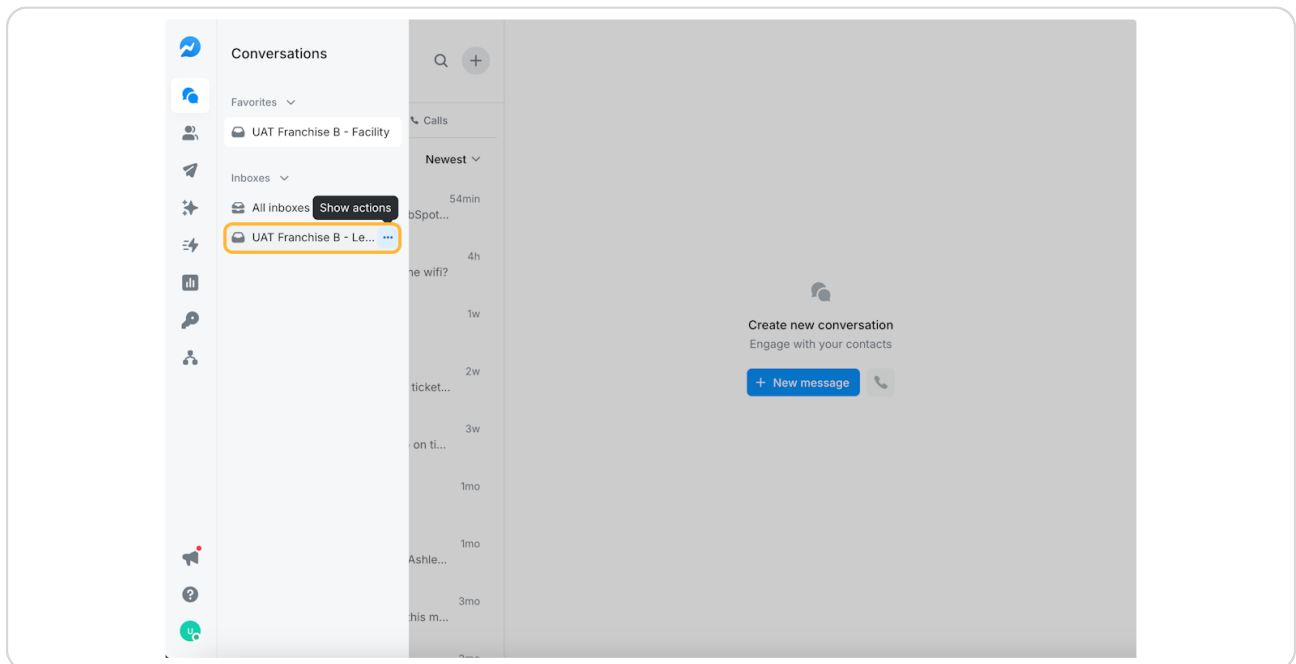 Conversations
Favorites
UAT Franchise B - Facility
Inboxes
All inboxes
Show actions
UAT Franchise B - Le...
Calls
Newest
54min
bSpot...
4h
he wifi?
1w
2w
ticket...
3w
on ti...
1mo
1mo
Ashle...
3mo
this m...
Create new conversation
Engage with your contacts
+ New message
U